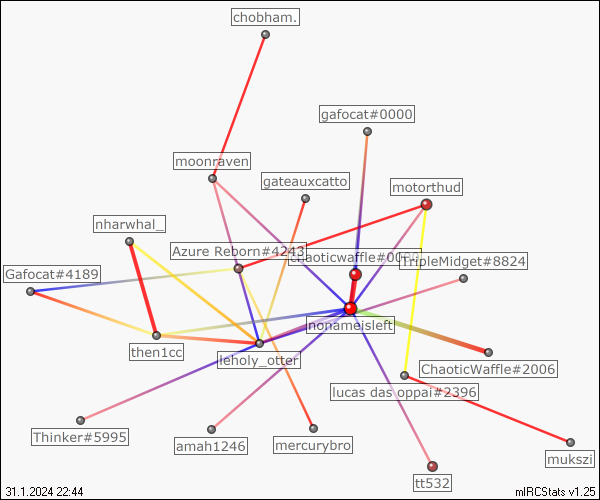 chobham.
gafocat#0000
moonraven
gateauxcatto
motorthud
nharwhal_
Azure Reborn#4243
chaoticwaffle#0000
TripleMidget#8824
Gafocat#4189
nonameisleft
then1cc
leholy_otter
ChaoticWaffle#2006
lucas das oppai#2396
Thinker#5995
amah1246
mercurybro
mukszi
tt532
31.1.2024 22:44
mIRCStats v1.25